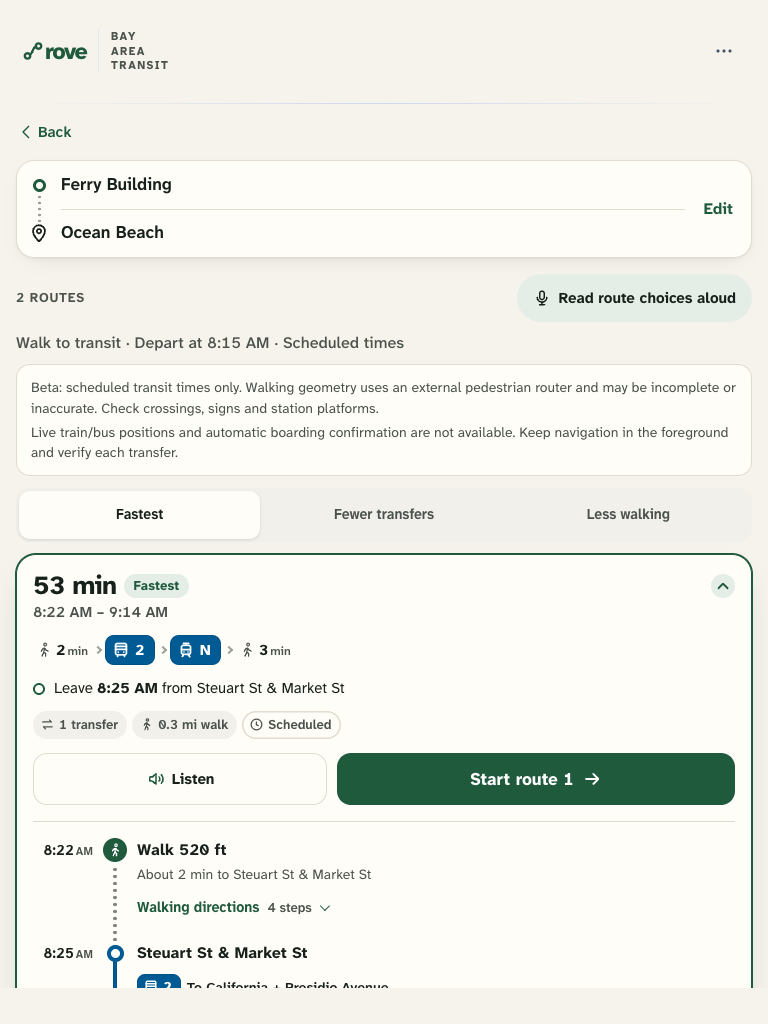 rove
BAY
AREA
TRANSIT
Back
Ferry Building
Edit
Ocean Beach
2 ROUTES
Read route choices aloud
Walk to transit · Depart at 8:15 AM · Scheduled times
Beta: scheduled transit times only. Walking geometry uses an external pedestrian router and may be incomplete or
inaccurate. Check crossings, signs and station platforms.
Live train/bus positions and automatic boarding confirmation are not available. Keep navigation in the foreground
and verify each transfer.
Fastest Fewer transfers Less walking
53 min Fastest
8:22 AM – 9:14 AM
2 min 2 N 3 min
Leave 8:25 AM from Steuart St & Market St
1 transfer 0.3 mi walk Scheduled
Listen Start route 1
8:22 AM Walk 520 ft
About 2 min to Steuart St & Market St
Walking directions 4 steps
8:25 AM Steuart St & Market St
2 To California + Presidio Avenue